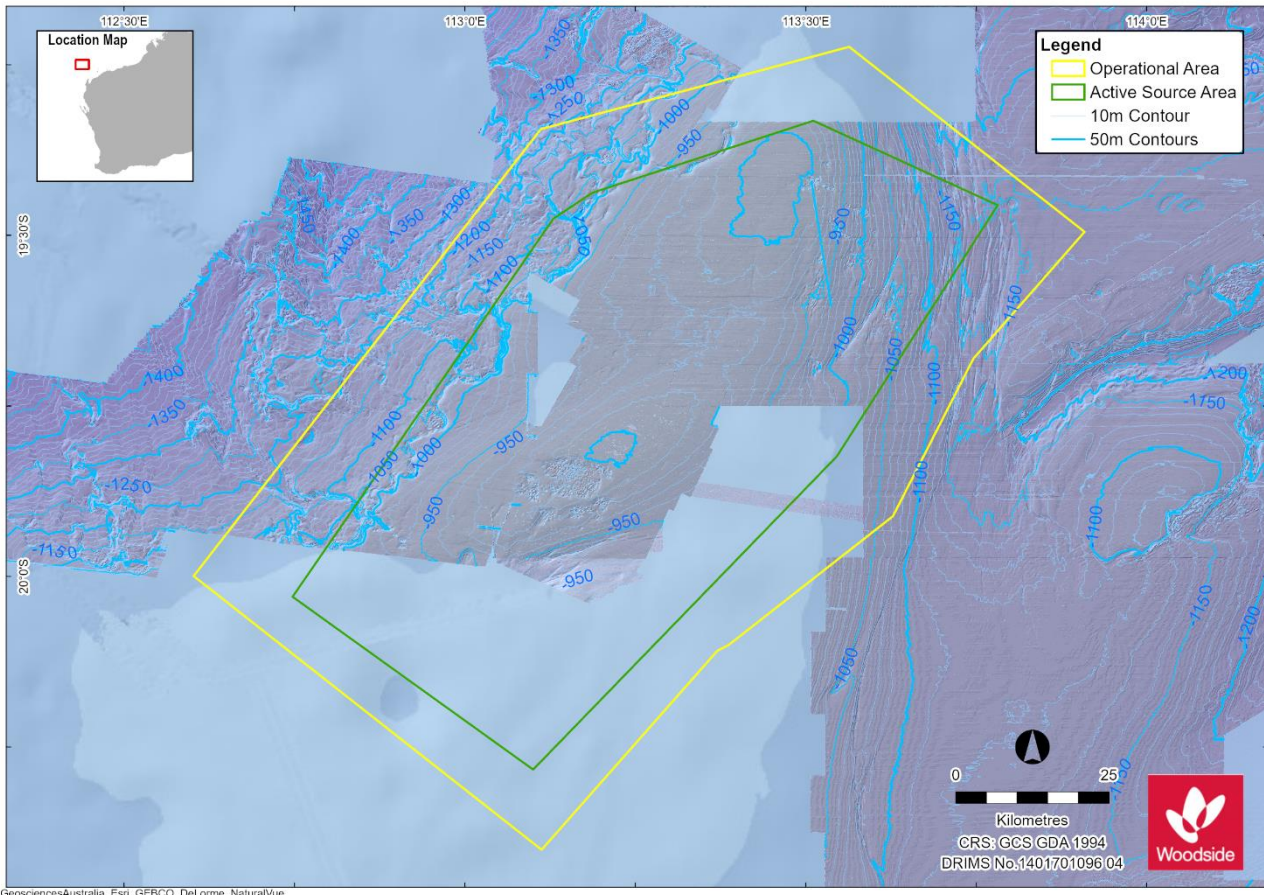 112°30'E 113°0'E 113°30'E 114°0'E
Location Map
Legend
Operational Area
Active Source Area
10m Contour
50m Contours
19°30'S
20°0'S
-1350
-1300
-1250
-1000
-950
-1450
-1400
-1350
-1300
-1200
-1150
-1100
-1050
-950
-1150
-1150
-1000
-1050
-1100
-1400
-1350
-1250
-1150
-1100
-1050
-1000
-950
-950
-950
-950
-1100
-1050
-1200
-1150
-1100
-1150
-1200
-1150
0 25
Kilometres
CRS: GCS GDA 1994
DRIMS No.1401701096 04
Woodside
GeosciencesAustralia, Esri, GEBCO, DeLorme, NaturalVue